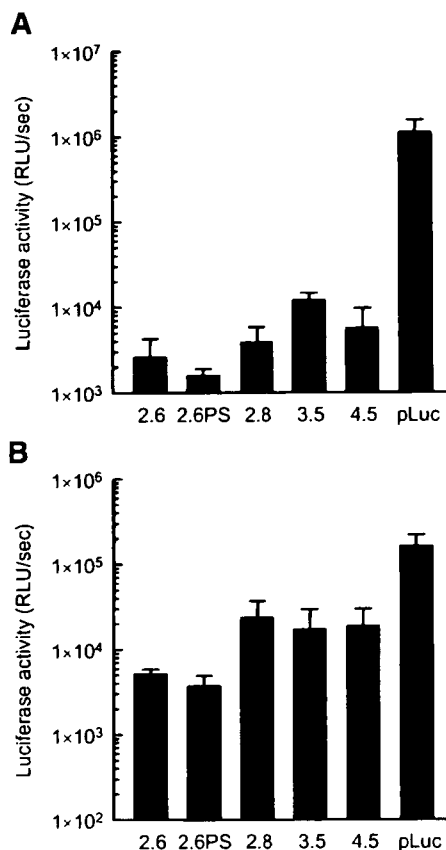 A
Luciferase activity (RLU/sec)
1×10⁷
1×10⁶
1×10⁵
1×10⁴
1×10³
2.6 2.6PS 2.8 3.5 4.5 pLuc
B
Luciferase activity (RLU/sec)
1×10⁶
1×10⁵
1×10⁴
1×10³
1×10²
2.6 2.6PS 2.8 3.5 4.5 pLuc